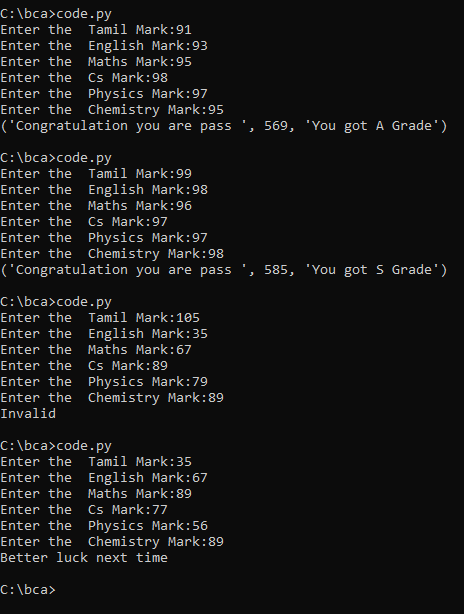 C:\bca>code.py
Enter the  Tamil Mark:91
Enter the  English Mark:93
Enter the  Maths Mark:95
Enter the  Cs Mark:98
Enter the  Physics Mark:97
Enter the  Chemistry Mark:95
('Congratulation you are pass ', 569, 'You got A Grade')
C:\bca>code.py
Enter the  Tamil Mark:99
Enter the  English Mark:98
Enter the  Maths Mark:96
Enter the  Cs Mark:97
Enter the  Physics Mark:97
Enter the  Chemistry Mark:98
('Congratulation you are pass ', 585, 'You got S Grade')
C:\bca>code.py
Enter the  Tamil Mark:105
Enter the  English Mark:35
Enter the  Maths Mark:67
Enter the  Cs Mark:89
Enter the  Physics Mark:79
Enter the  Chemistry Mark:89
Invalid
C:\bca>code.py
Enter the  Tamil Mark:35
Enter the  English Mark:67
Enter the  Maths Mark:89
Enter the  Cs Mark:77
Enter the  Physics Mark:56
Enter the  Chemistry Mark:89
Better luck next time
C:\bca>